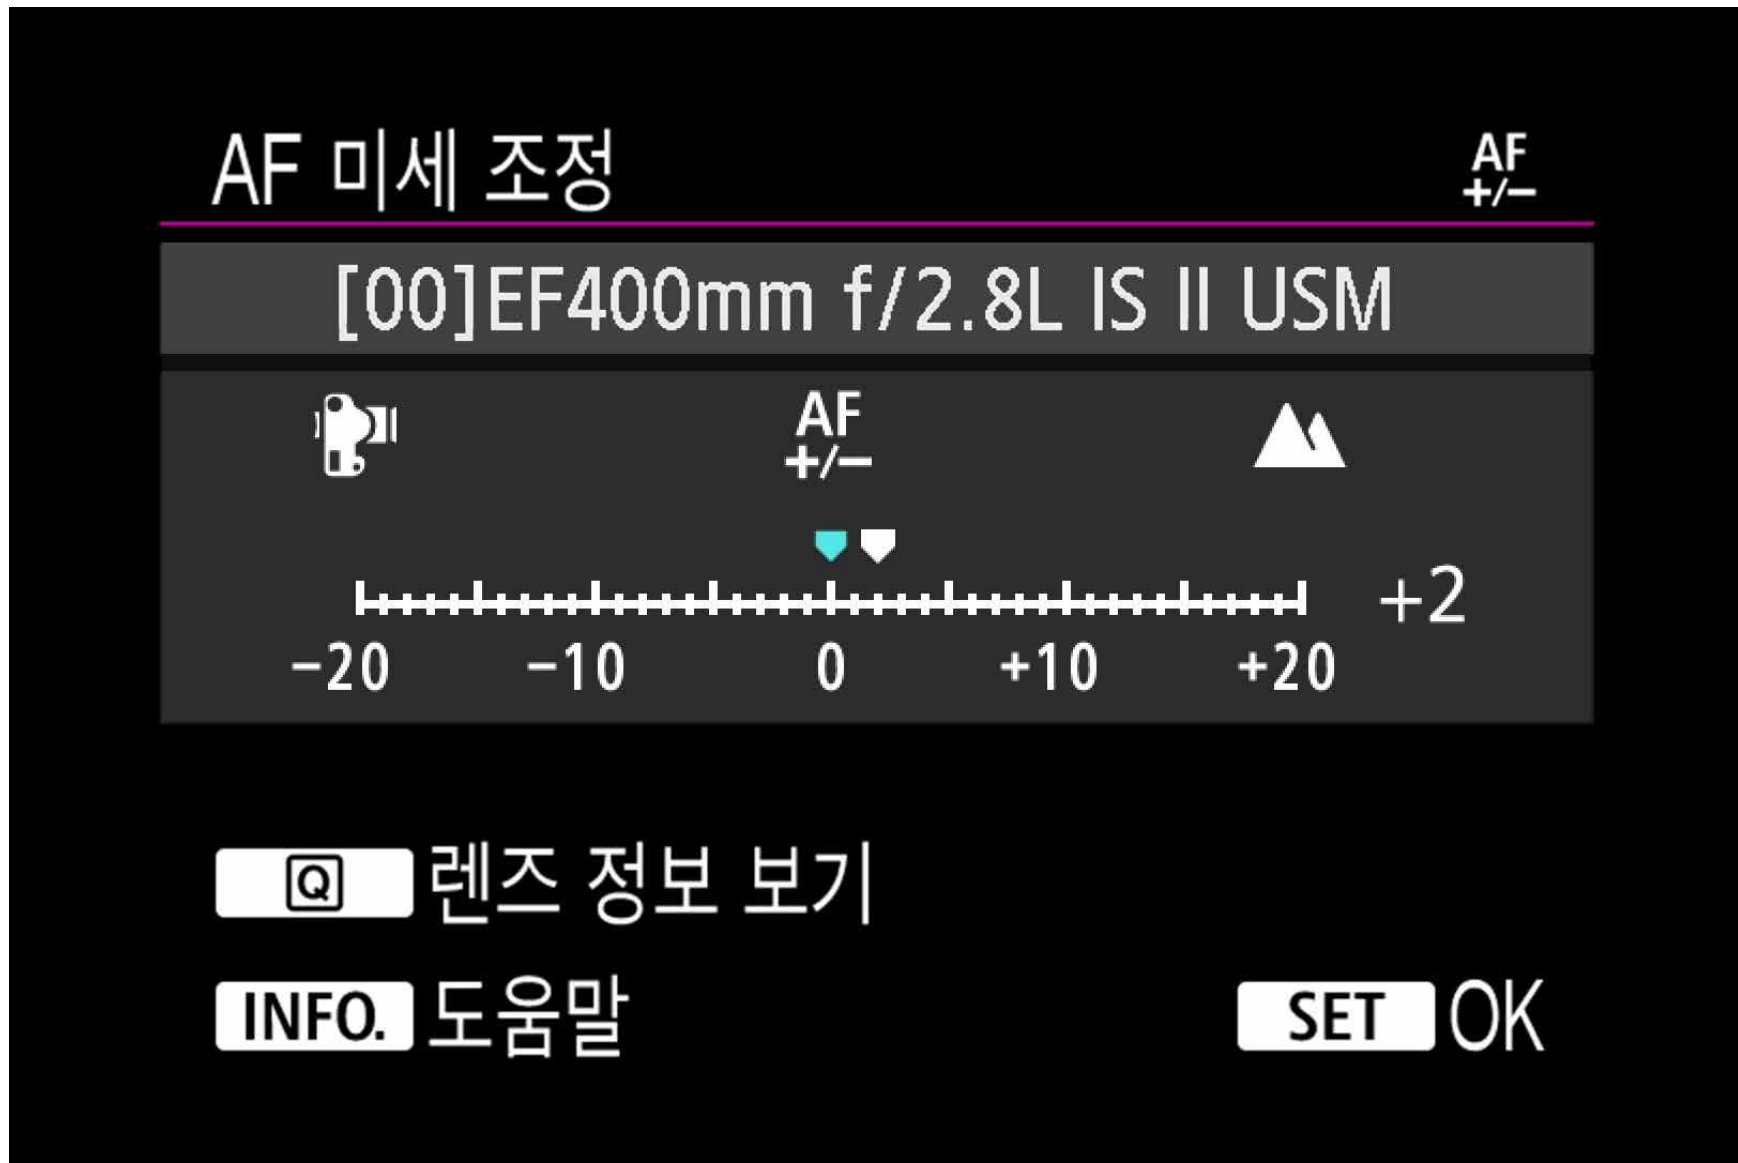 AF 미세 조정
AF
+/−
[00]EF400mm f/2.8L IS II USM
AF
+/−
+2
−20 −10 0 +10 +20
Q 렌즈 정보 보기
INFO. 도움말
SET OK